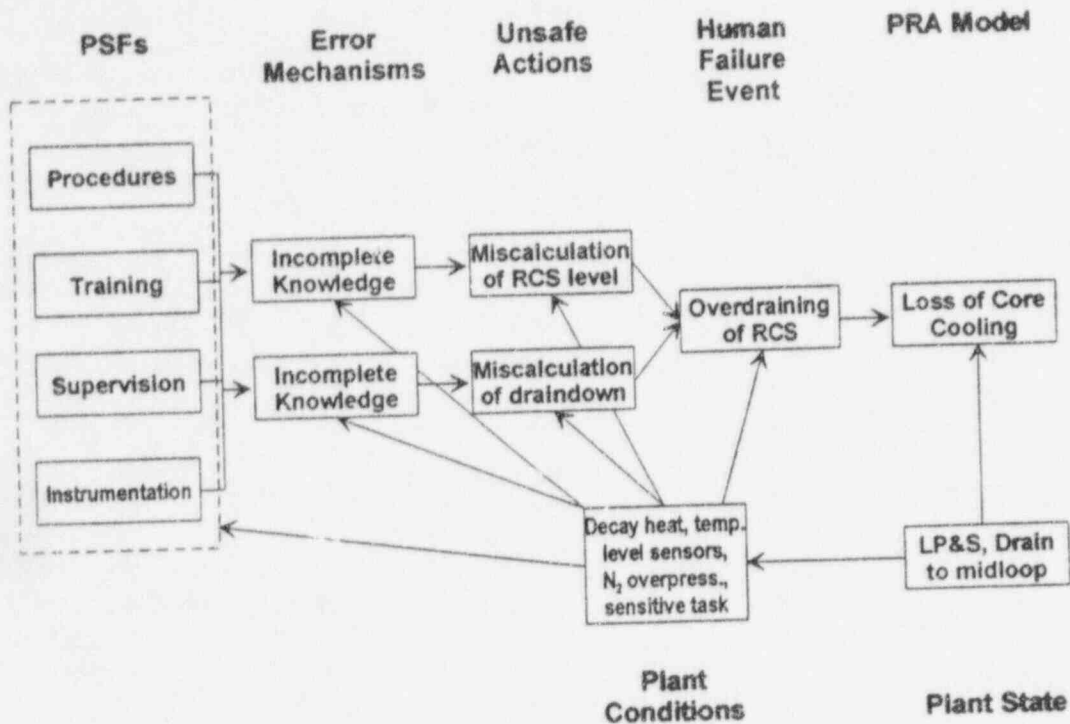 PSFs
Error
Mechanisms
Unsafe
Actions
Human
Failure
Event
PRA Model
Procedures
Training
Supervision
Instrumentation
Incomplete
Knowledge
Incomplete
Knowledge
Miscalculation
of RCS level
Miscalculation
of draindown
Overdraining
of RCS
Loss of Core
Cooling
Decay heat, temp.
level sensors,
N₂ overpress.,
sensitive task
LP&S, Drain
to midloop
Plant
Conditions
Plant State